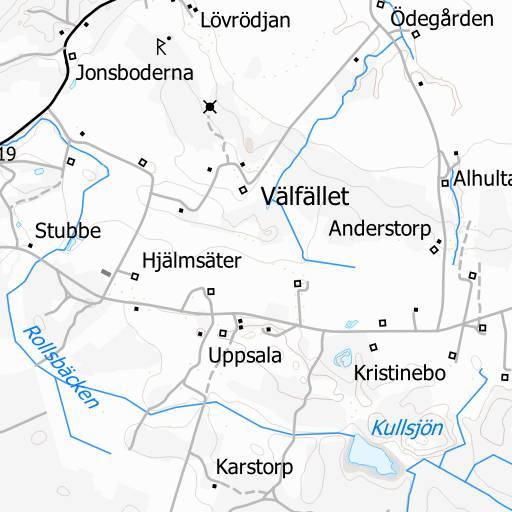 Lövrödjan
Ödegården
Jonsboderna
19
Alhulta
Välfället
Stubbe
Anderstorp
Hjälmsäter
Rollsbäcken
Uppsala
Kristinebo
Kullsjön
Karstorp